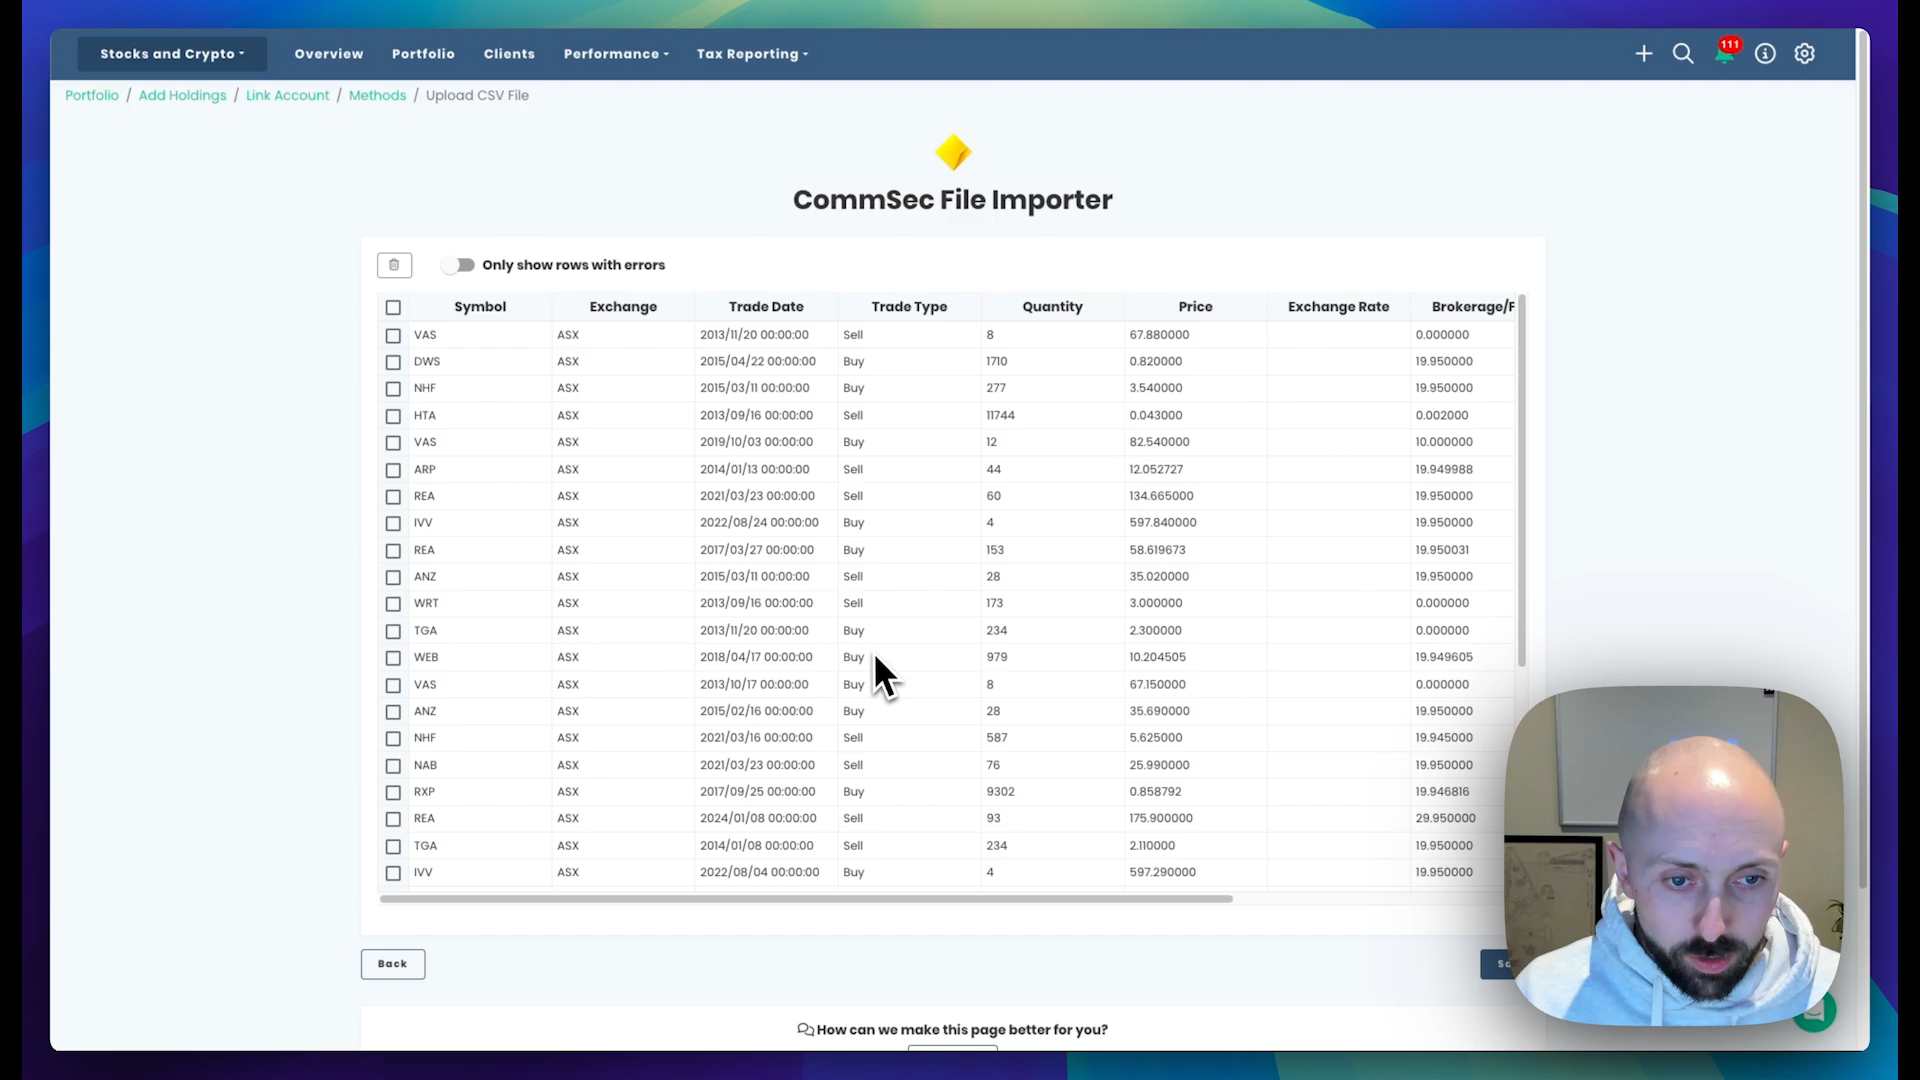 Stocks and Crypto Overview Portfolio Clients Performance Tax Reporting 111
Portfolio / Add Holdings / Link Account / Methods / Upload CSV File
CommSec File Importer
Only show rows with errors
Symbol Exchange Trade Date Trade Type Quantity Price Exchange Rate Brokerage/F
VAS ASX 2013/11/20 00:00:00 Sell 8 67.880000 0.000000
DWS ASX 2015/04/22 00:00:00 Buy 1710 0.820000 19.950000
NHF ASX 2015/03/11 00:00:00 Buy 277 3.540000 19.950000
HTA ASX 2013/09/16 00:00:00 Sell 11744 0.043000 0.002000
VAS ASX 2019/10/03 00:00:00 Buy 12 82.540000 10.000000
ARP ASX 2014/01/13 00:00:00 Sell 44 12.052727 19.949988
REA ASX 2021/03/23 00:00:00 Sell 60 134.665000 19.950000
IVV ASX 2022/08/24 00:00:00 Buy 4 597.840000 19.950000
REA ASX 2017/03/27 00:00:00 Buy 153 58.619673 19.950031
ANZ ASX 2015/03/11 00:00:00 Sell 28 35.020000 19.950000
WRT ASX 2013/09/16 00:00:00 Sell 173 3.000000 0.000000
TGA ASX 2013/11/20 00:00:00 Buy 234 2.300000 0.000000
WEB ASX 2018/04/17 00:00:00 Buy 979 10.204505 19.949605
VAS ASX 2013/10/17 00:00:00 Buy 8 67.150000 0.000000
ANZ ASX 2015/02/16 00:00:00 Buy 28 35.690000 19.950000
NHF ASX 2021/03/16 00:00:00 Sell 587 5.625000 19.945000
NAB ASX 2021/03/23 00:00:00 Sell 76 25.990000 19.950000
RXP ASX 2017/09/25 00:00:00 Buy 9302 0.858792 19.946816
REA ASX 2024/01/08 00:00:00 Sell 93 175.900000 29.950000
TGA ASX 2014/01/08 00:00:00 Sell 234 2.110000 19.950000
IVV ASX 2022/08/04 00:00:00 Buy 4 597.290000 19.950000
Back
How can we make this page better for you?